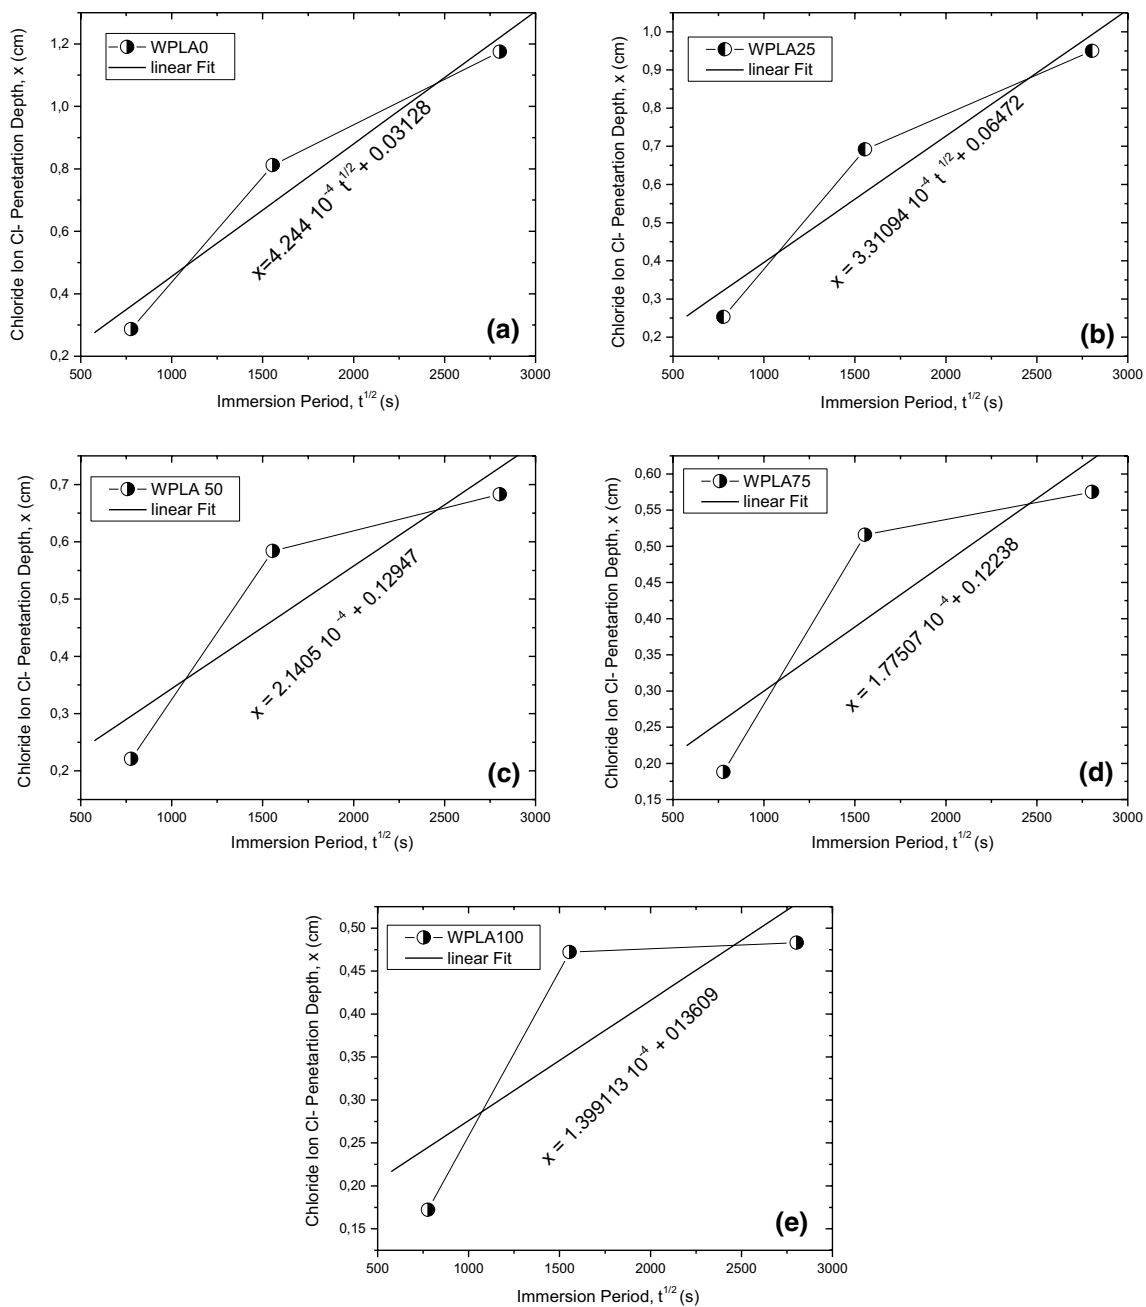 Chloride Ion Cl- Penetartion Depth, x (cm)
1,2
1,0
0,8
0,6
0,4
0,2
WPLA0
linear Fit
x=4.244 10^-4 t^1/2 + 0.03128
(a)
500 1000 1500 2000 2500 3000
Immersion Period, t^1/2 (s)
Chloride Ion Cl- Penetartion Depth, x (cm)
1,0
0,9
0,8
0,7
0,6
0,5
0,4
0,3
0,2
WPLA25
linear Fit
x = 3.31094 10^-4 t^1/2 + 0.06472
(b)
500 1000 1500 2000 2500 3000
Immersion Period, t^1/2 (s)
Chloride Ion Cl- Penetartion Depth, x (cm)
0,7
0,6
0,5
0,4
0,3
0,2
WPLA 50
linear Fit
x = 2.1405 10^-4 + 0.12947
(c)
500 1000 1500 2000 2500 3000
Immersion Period, t^1/2 (s)
Chloride Ion Cl- Penetartion Depth, x (cm)
0,60
0,55
0,50
0,45
0,40
0,35
0,30
0,25
0,20
0,15
WPLA75
linear Fit
x = 1.77507 10^-4 + 0.12238
(d)
500 1000 1500 2000 2500 3000
Immersion Period, t^1/2 (s)
Chloride Ion Cl- Penetartion Depth, x (cm)
0,50
0,45
0,40
0,35
0,30
0,25
0,20
0,15
WPLA100
linear Fit
x = 1.399113 10^-4 + 013609
(e)
500 1000 1500 2000 2500 3000
Immersion Period, t^1/2 (s)